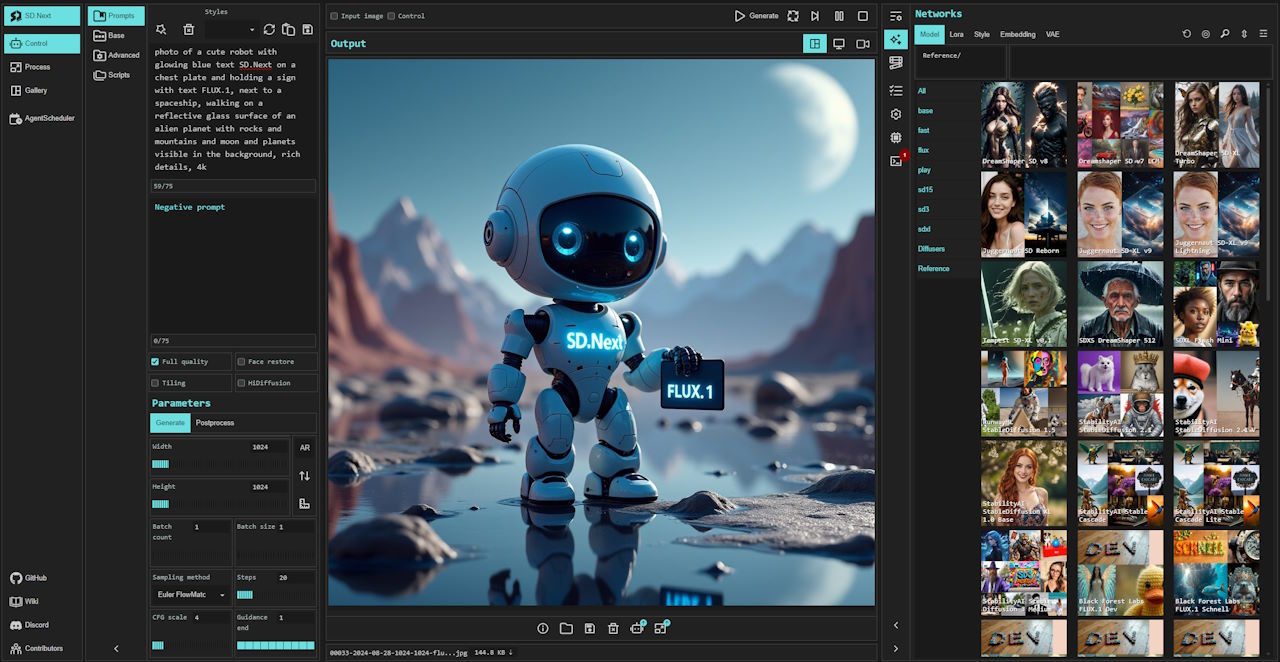 SD.Next
Control
Process
Gallery
AgentScheduler
GitHub
Wiki
Discord
Contributors
Prompts
Base
Advanced
Scripts
Styles
photo of a cute robot with
glowing blue text SD.Next on a
chest plate and holding a sign
with text FLUX.1, next to a
spaceship, walking on a
reflective glass surface of an
alien planet with rocks and
mountains and moon and planets
visible in the background, rich
details, 4k
59/75
Negative prompt
0/75
Full quality
Face restore
Tiling
HiDiffusion
Parameters
Generate
Postprocess
Width
1024
AR
Height
1024
Batch
count
1
Batch size
1
Sampling method
Euler FlowMatc
Steps
20
CFG scale
4
Guidance
end
1
Input image
Control
Generate
Output
SD.Next
FLUX.1
00033-2024-08-28-1024-1024-flu...jpg 144.8 KB ↓
1
Networks
Model
Lora
Style
Embedding
VAE
Reference/
All
base
fast
flux
play
sd15
sd3
sdxl
Diffusers
Reference
DreamShaper SD v8
Dreamshaper SD v7 LCM
DreamShaper SD-XL
Turbo
Juggernaut SD Reborn
Juggernaut SD-XL v9
Juggernaut SD-XL v9
Lightning
Tempest SD-XL v0.1
SDXS DreamShaper 512
SDXL Flash Mini
RunwayML
StableDiffusion 1.5
StabilityAI
StableDiffusion 2.1
StabilityAI
StableDiffusion 2.1 V
StabilityAI
StableDiffusion XL
1.0 Base
StabilityAI Stable
Cascade
StabilityAI Stable
Cascade Lite
StabilityAI Stable
Diffusion 3 Medium
DEV
Black Forest Labs
FLUX.1 Dev
SCHNELL
Black Forest Labs
FLUX.1 Schnell
DEV
DEV
DEV